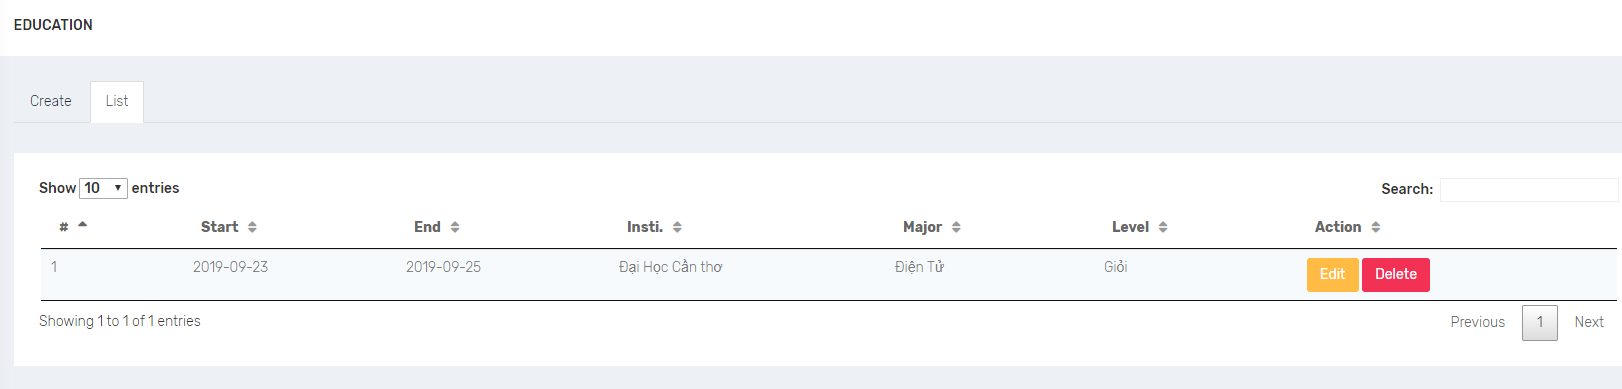 EDUCATION
Create List
Show 10 entries Search:
# Start End Insti. Major Level Action
1 2019-09-23 2019-09-25 Đại Học Cần thơ Điện Tử Giỏi Edit Delete
Showing 1 to 1 of 1 entries Previous 1 Next